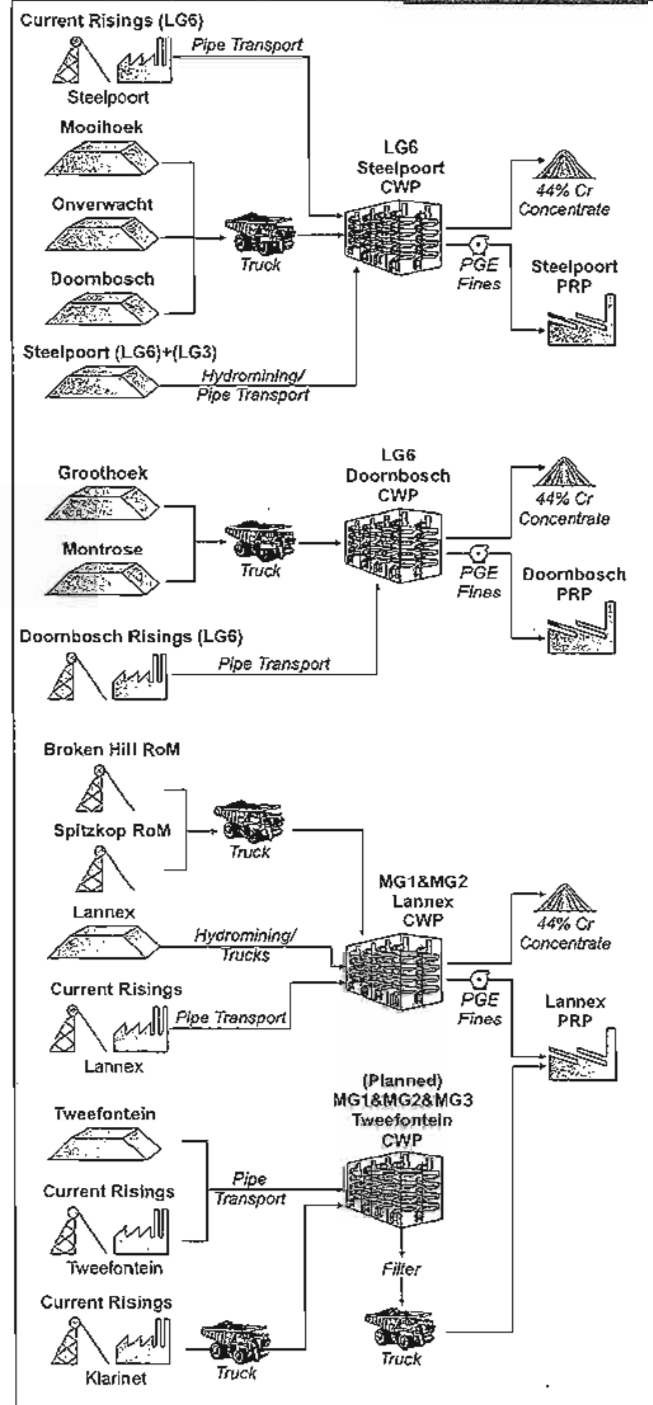 Current Risings (LG6)
Pipe Transport
Steelpoort
Mooihoek
Onverwacht
Doornbosch
Truck
LG6
Steelpoort
CWP
44% Cr
Concentrate
PGE
Fines
Steelpoort
PRP
Steelpoort (LG6)+(LG3)
Hydromining/
Pipe Transport
Groothoek
Montrose
Truck
LG6
Doornbosch
CWP
44% Cr
Concentrate
PGE
Fines
Doornbosch
PRP
Doornbosch Risings (LG6)
Pipe Transport
Broken Hill RoM
Spitzkop RoM
Truck
Lannex
Hydromining/
Trucks
Current Risings
Pipe Transport
Lannex
MG1&MG2
Lannex
CWP
44% Cr
Concentrate
PGE
Fines
Lannex
PRP
(Planned)
MG1&MG2&MG3
Tweefontein
CWP
Tweefontein
Pipe
Transport
Current Risings
Tweefontein
Filter
Truck
Current Risings
Klarinet
Truck